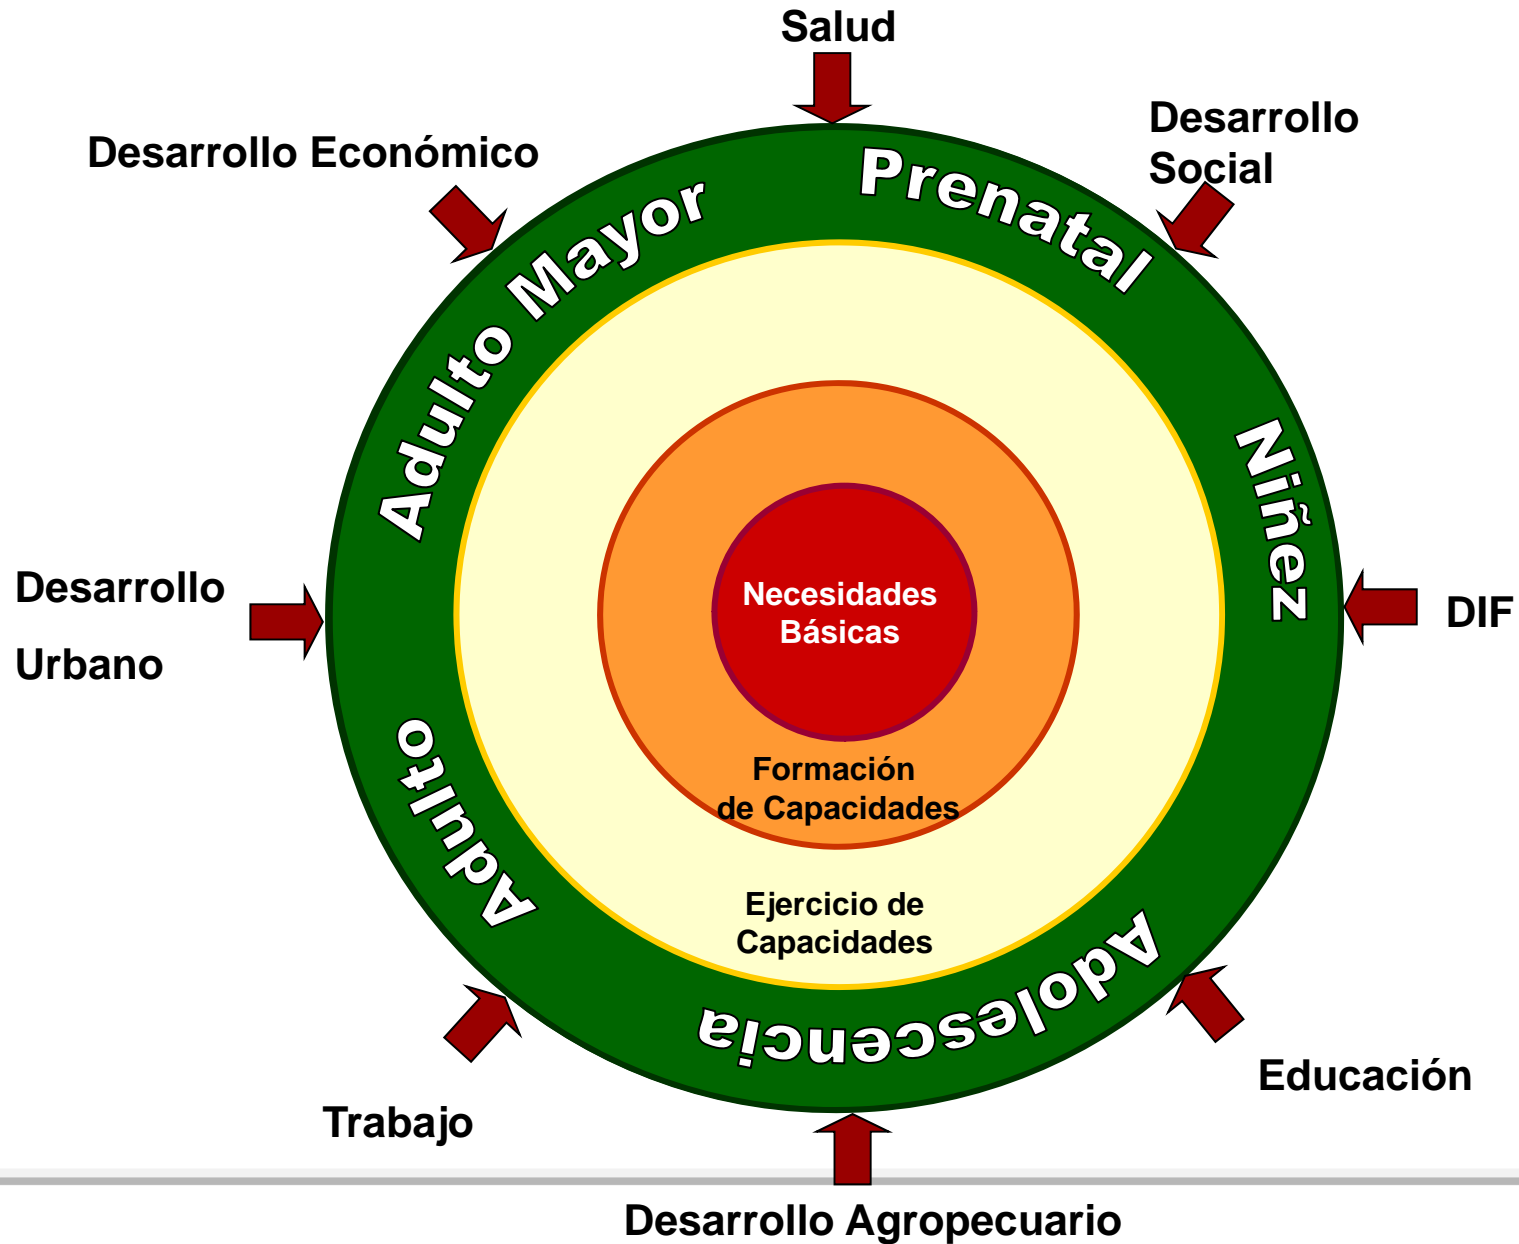 Salud
Desarrollo
Social
Desarrollo Económico
Prenatal
Adulto Mayor
Niñez
Desarrollo
Urbano
DIF
Necesidades
Básicas
Formación
de Capacidades
Ejercicio de
Capacidades
Adulto
Adolescencia
Educación
Trabajo
Desarrollo Agropecuario